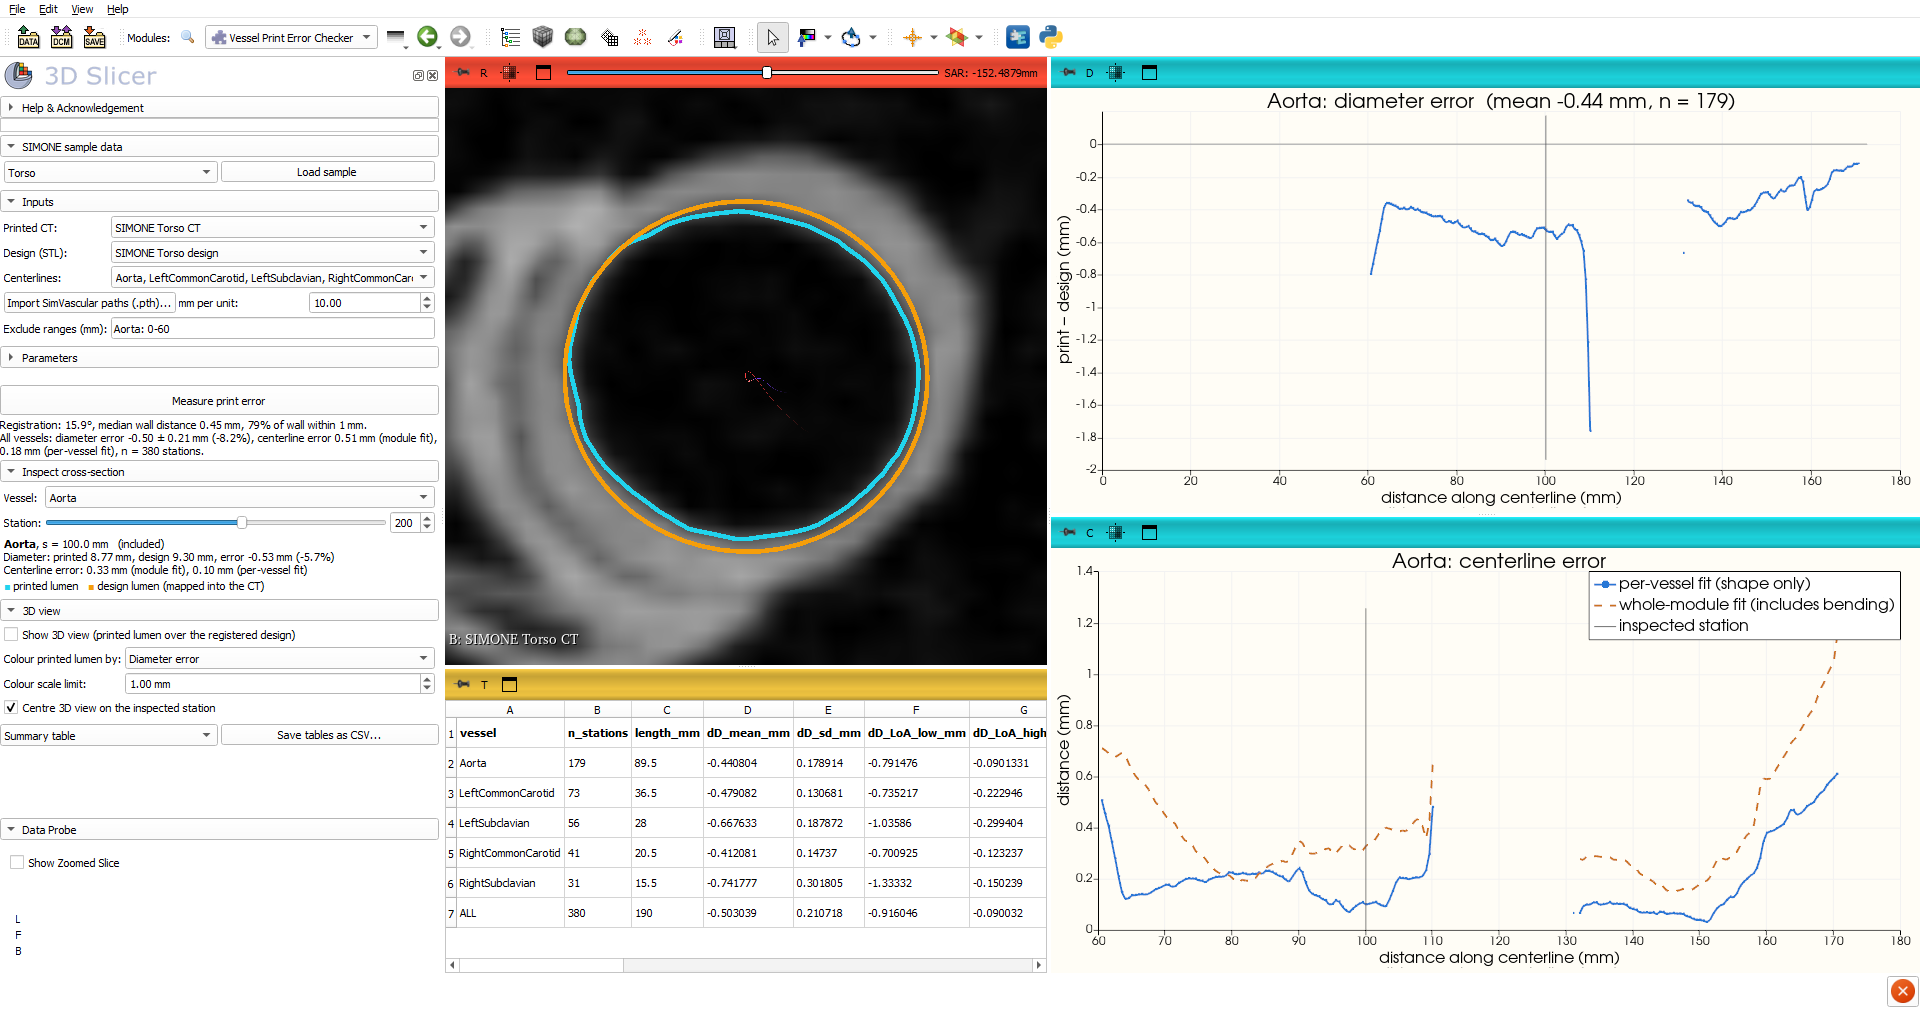 File Edit View Help
DATA DCM SAVE Modules: Vessel Print Error Checker
3D Slicer
Help & Acknowledgement
SIMONE sample data
Torso Load sample
Inputs
Printed CT: SIMONE Torso CT
Design (STL): SIMONE Torso design
Centerlines: Aorta, LeftCommonCarotid, LeftSubclavian, RightCommonCar
Import SimVascular paths (.pth)... mm per unit: 10.00
Exclude ranges (mm): Aorta: 0-60
Parameters
Measure print error
Registration: 15.9°, median wall distance 0.45 mm, 79% of wall within 1 mm.
All vessels: diameter error -0.50 ± 0.21 mm (-8.2%), centerline error 0.51 mm (module fit),
0.18 mm (per-vessel fit), n = 380 stations.
Inspect cross-section
Vessel: Aorta
Station: 200
Aorta, s = 100.0 mm (included)
Diameter: printed 8.77 mm, design 9.30 mm, error -0.53 mm (-5.7%)
Centerline error: 0.33 mm (module fit), 0.10 mm (per-vessel fit)
printed lumen design lumen (mapped into the CT)
3D view
Show 3D view (printed lumen over the registered design)
Colour printed lumen by: Diameter error
Colour scale limit: 1.00 mm
Centre 3D view on the inspected station
Summary table Save tables as CSV...
Data Probe
Show Zoomed Slice
L
F
B
R SAR: -152.4879mm
B: SIMONE Torso CT
T
A B C D E F G
1 vessel n_stations length_mm dD_mean_mm dD_sd_mm dD_LoA_low_mm dD_LoA_high
2 Aorta 179 89.5 -0.440804 0.178914 -0.791476 -0.0901331
3 LeftCommonCarotid 73 36.5 -0.479082 0.130681 -0.735217 -0.222946
4 LeftSubclavian 56 28 -0.667633 0.187872 -1.03586 -0.299404
5 RightCommonCarotid 41 20.5 -0.412081 0.14737 -0.700925 -0.123237
6 RightSubclavian 31 15.5 -0.741777 0.301805 -1.33332 -0.150239
7 ALL 380 190 -0.503039 0.210718 -0.916046 -0.090032
D
Aorta: diameter error (mean -0.44 mm, n = 179)
print − design (mm)
0
-0.2
-0.4
-0.6
-0.8
-1
-1.2
-1.4
-1.6
-1.8
-2
0 20 40 60 80 100 120 140 160 180
distance along centerline (mm)
C
Aorta: centerline error
per-vessel fit (shape only)
whole-module fit (includes bending)
inspected station
distance (mm)
1.4
1.2
1
0.8
0.6
0.4
0.2
0
60 70 80 90 100 110 120 130 140 150 160 170 180
distance along centerline (mm)